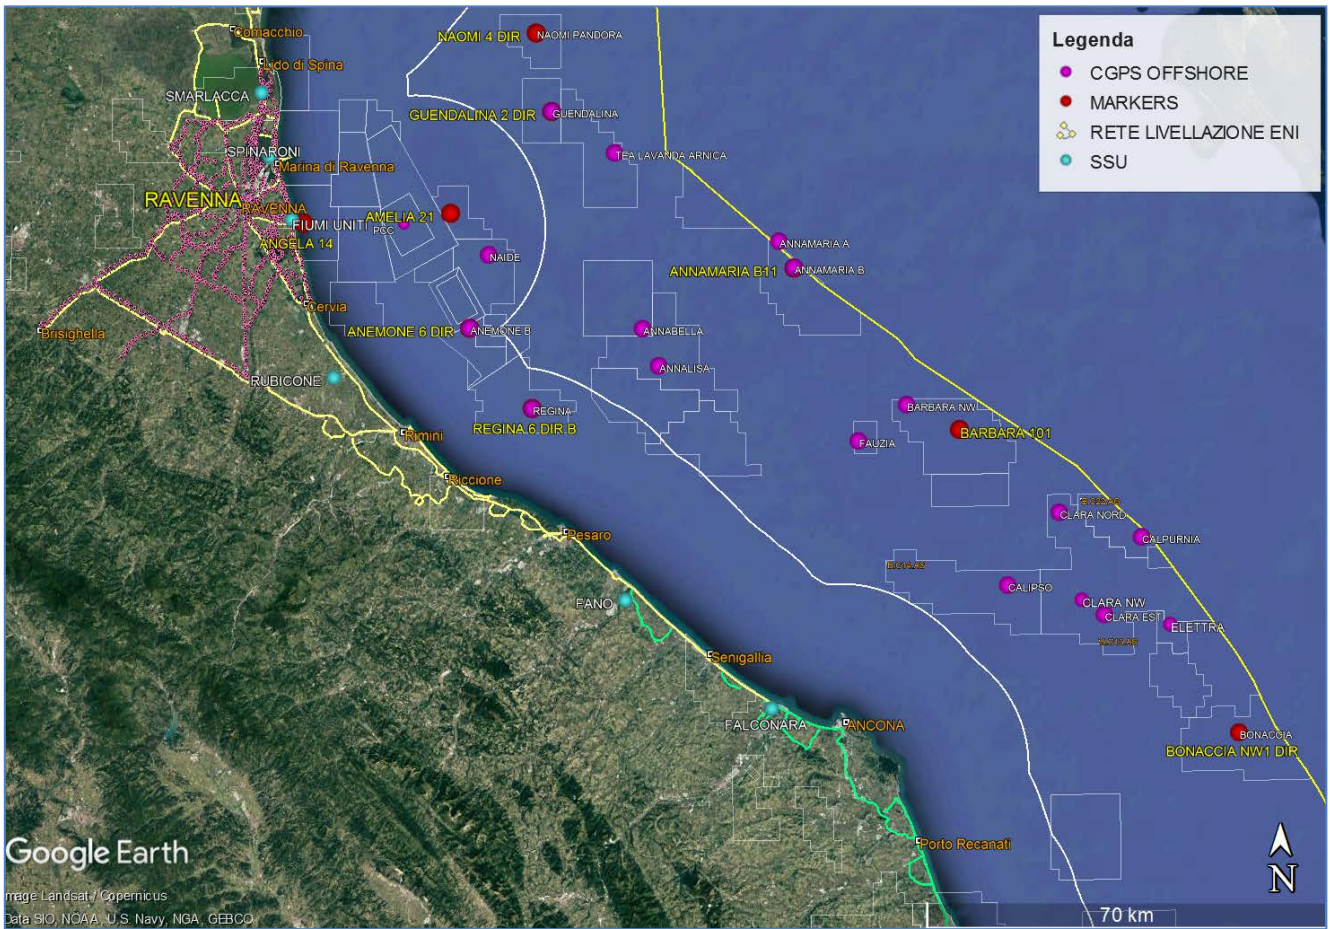 Legenda
CGPS OFFSHORE
MARKERS
RETE LIVELLAZIONE ENI
SSU
Comacchio
NAOMI 4 DIR
NAOMI PANDORA
Lido di Spina
SMARLACCA
GUENDALINA 2 DIR
GUENDALINA
SPINARONI
TEA LAVANDA ARNICA
Marina di Ravenna
RAVENNA
RAVENNA
FIUMI UNITI
AMELIA 21
PCC
ANGELA 14
NAIDE
ANNAMARIA A
ANNAMARIA B11
ANNAMARIA B
Cervia
Brisighella
ANEMONE 6 DIR
ANEMONE B
ANNABELLA
ANNALISA
RUBICONE
REGINA
REGINA 6 DIR B
BARBARA NW
BARBARA 101
FAUZIA
Rimini
Riccione
CLARA NORD
Pesaro
CALPURNIA
B.C14.AS
CALIPSO
FANO
CLARA NW
CLARA EST
ELETTRA
B.C13.AS
Senigallia
FALCONARA
ANCONA
BONACCIA
BONACCIA NW1 DIR
Porto Recanati
Google Earth
N
mage Landsat / Copernicus
Data SIO, NOAA, U.S. Navy, NGA, GEBCO
70 km